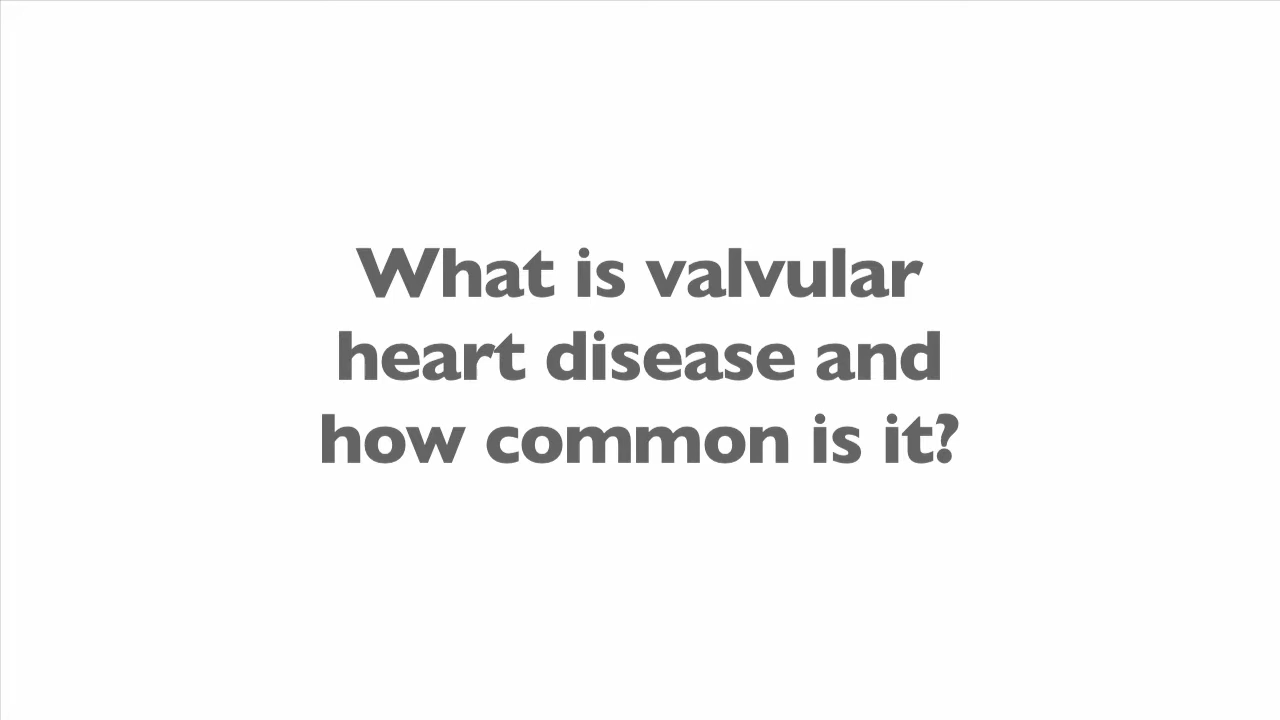 What is valvular
heart disease and
how common is it?